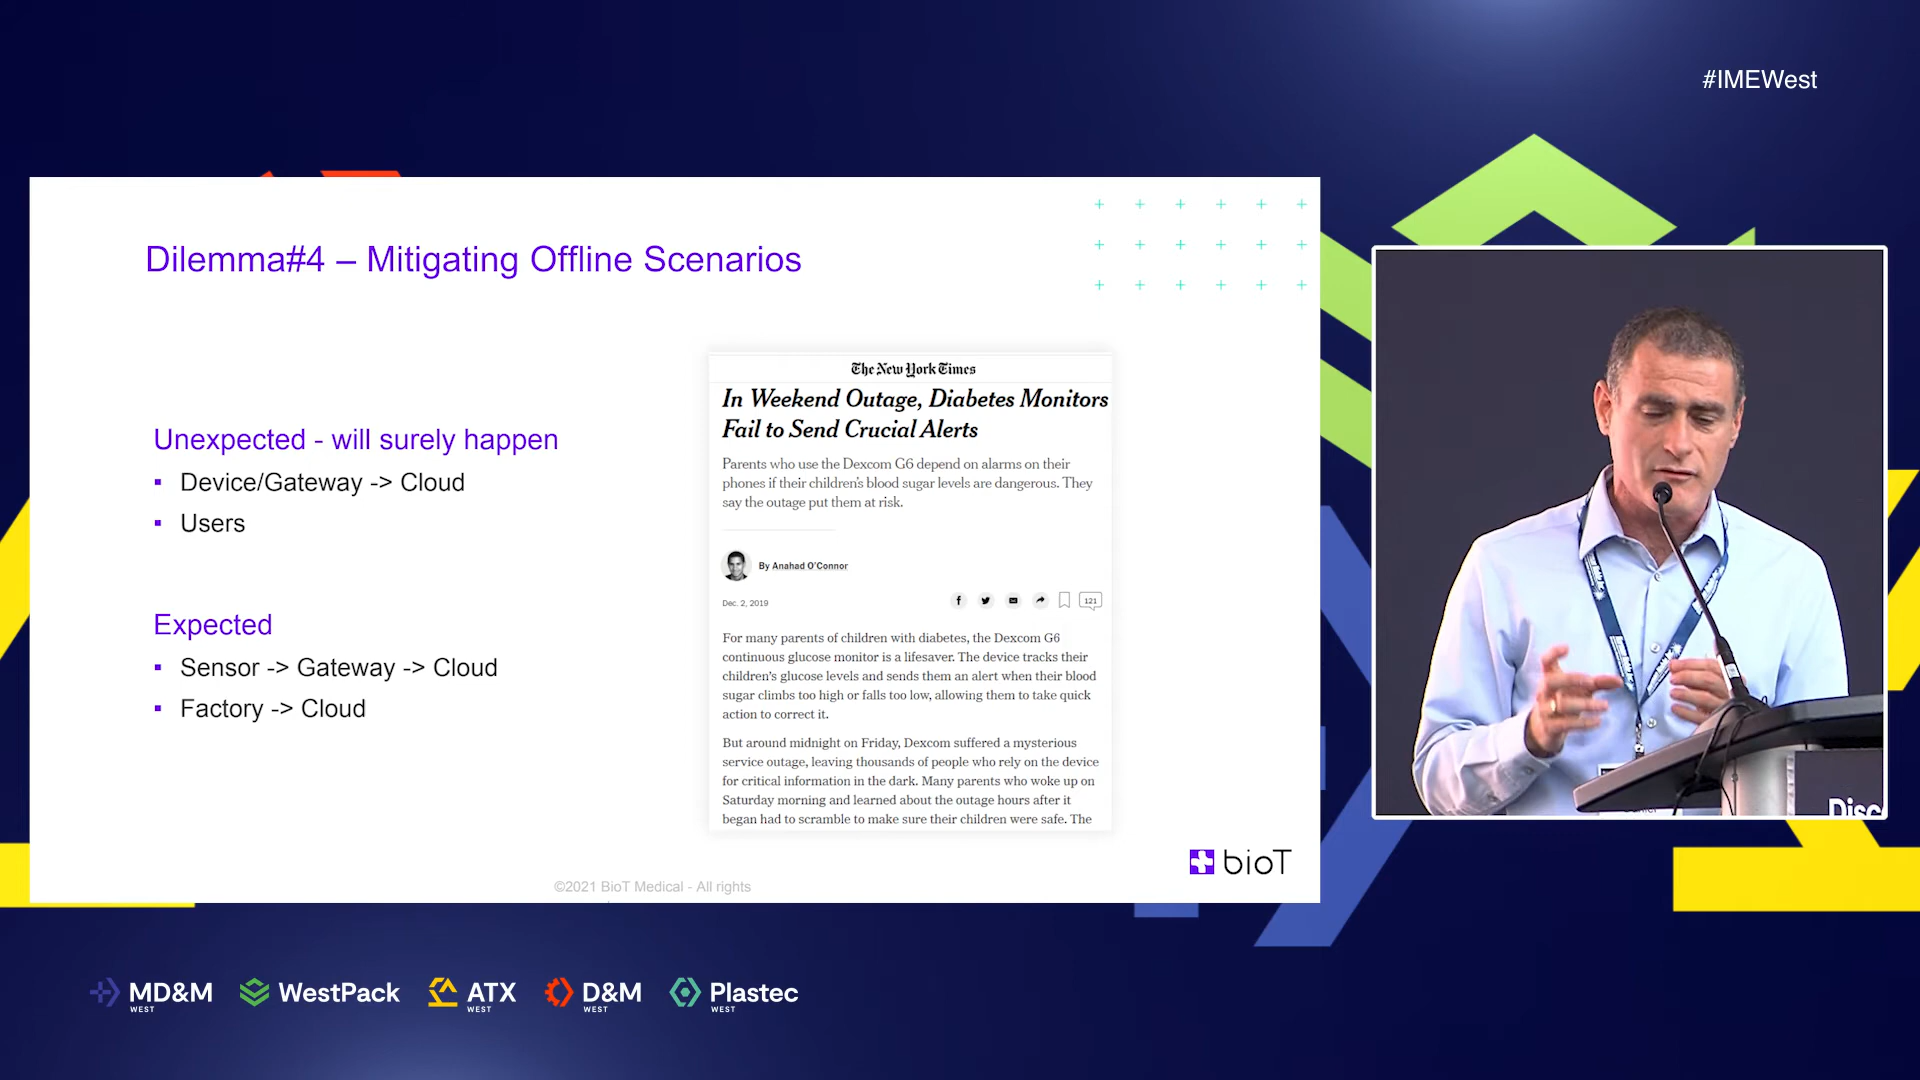 #IMEWest
Dilemma#4 – Mitigating Offline Scenarios
Unexpected - will surely happen
▪ Device/Gateway -> Cloud
▪ Users
Expected
▪ Sensor -> Gateway -> Cloud
▪ Factory -> Cloud
The New York Times
In Weekend Outage, Diabetes Monitors
Fail to Send Crucial Alerts
Parents who use the Dexcom G6 depend on alarms on their
phones if their children's blood sugar levels are dangerous. They
say the outage put them at risk.
By Anahad O'Connor
Dec. 2, 2019
121
For many parents of children with diabetes, the Dexcom G6
continuous glucose monitor is a lifesaver. The device tracks their
children's glucose levels and sends them an alert when their blood
sugar climbs too high or falls too low, allowing them to take quick
action to correct it.
But around midnight on Friday, Dexcom suffered a mysterious
service outage, leaving thousands of people who rely on the device
for critical information in the dark. Many parents who woke up on
Saturday morning and learned about the outage hours after it
began had to scramble to make sure their children were safe. The
bioT
©2021 BioT Medical - All rights
Disc
MD&M
WEST
WestPack
ATX
WEST
D&M
WEST
Plastec
WEST